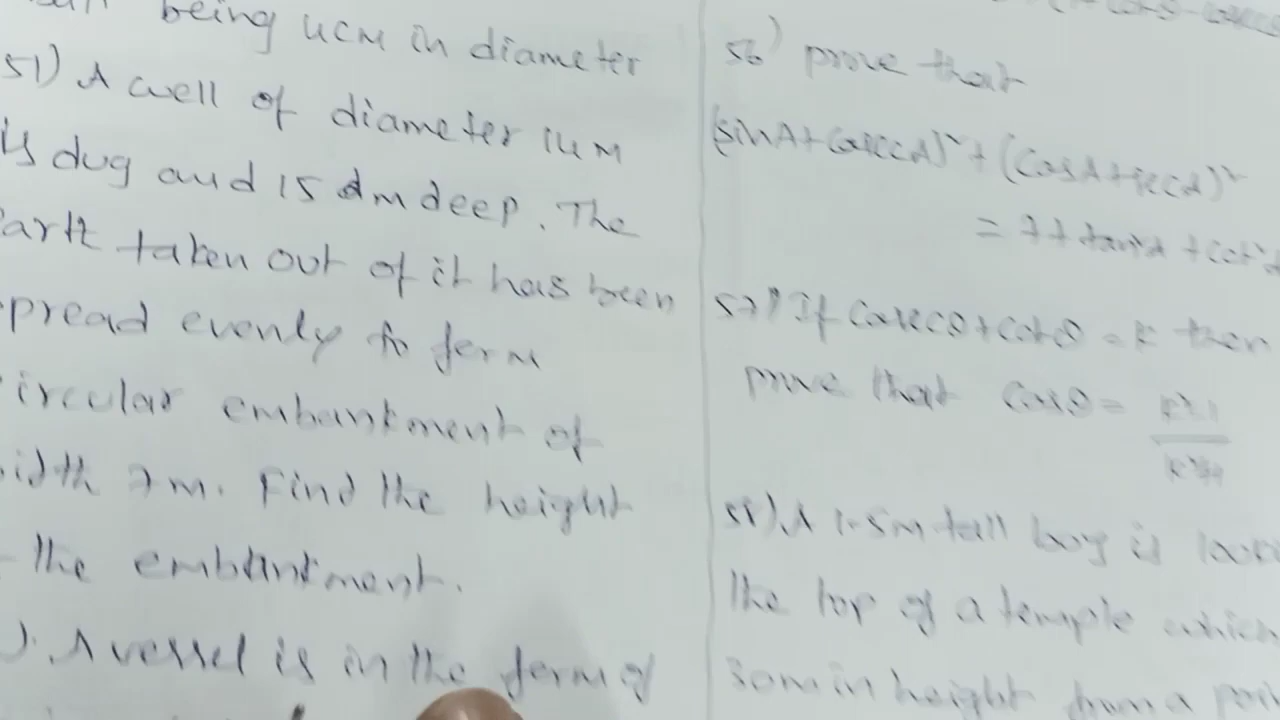 being 4cm in diameter
51) A well of diameter 14m
is dug and 15 dm deep. The
earth taken out of it has been
spread evenly to form
circular embankment of
width 7m. Find the height
the embankment.
). A vessel is in the form of
56) prove that
(sinA+cosecA)²+(cosA+secA)²
= 7+tan²A+cot²A
57) If cosecθ+cotθ = k then
prove that cosθ =
58) A 1.5m tall boy is
the top of a temple which
30m in height from a